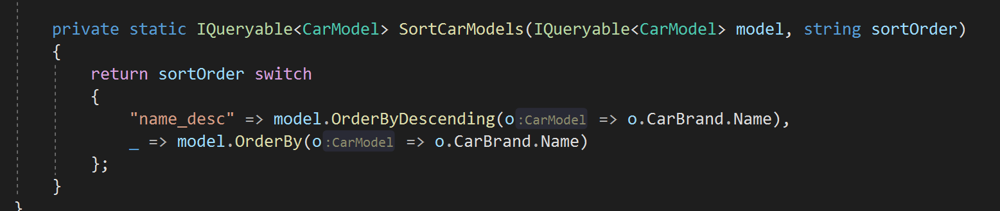 private static IQueryable<CarModel> SortCarModels(IQueryable<CarModel> model, string sortOrder)
{
return sortOrder switch
{
"name_desc" => model.OrderByDescending(o:CarModel => o.CarBrand.Name),
_ => model.OrderBy(o:CarModel => o.CarBrand.Name)
};
}
}